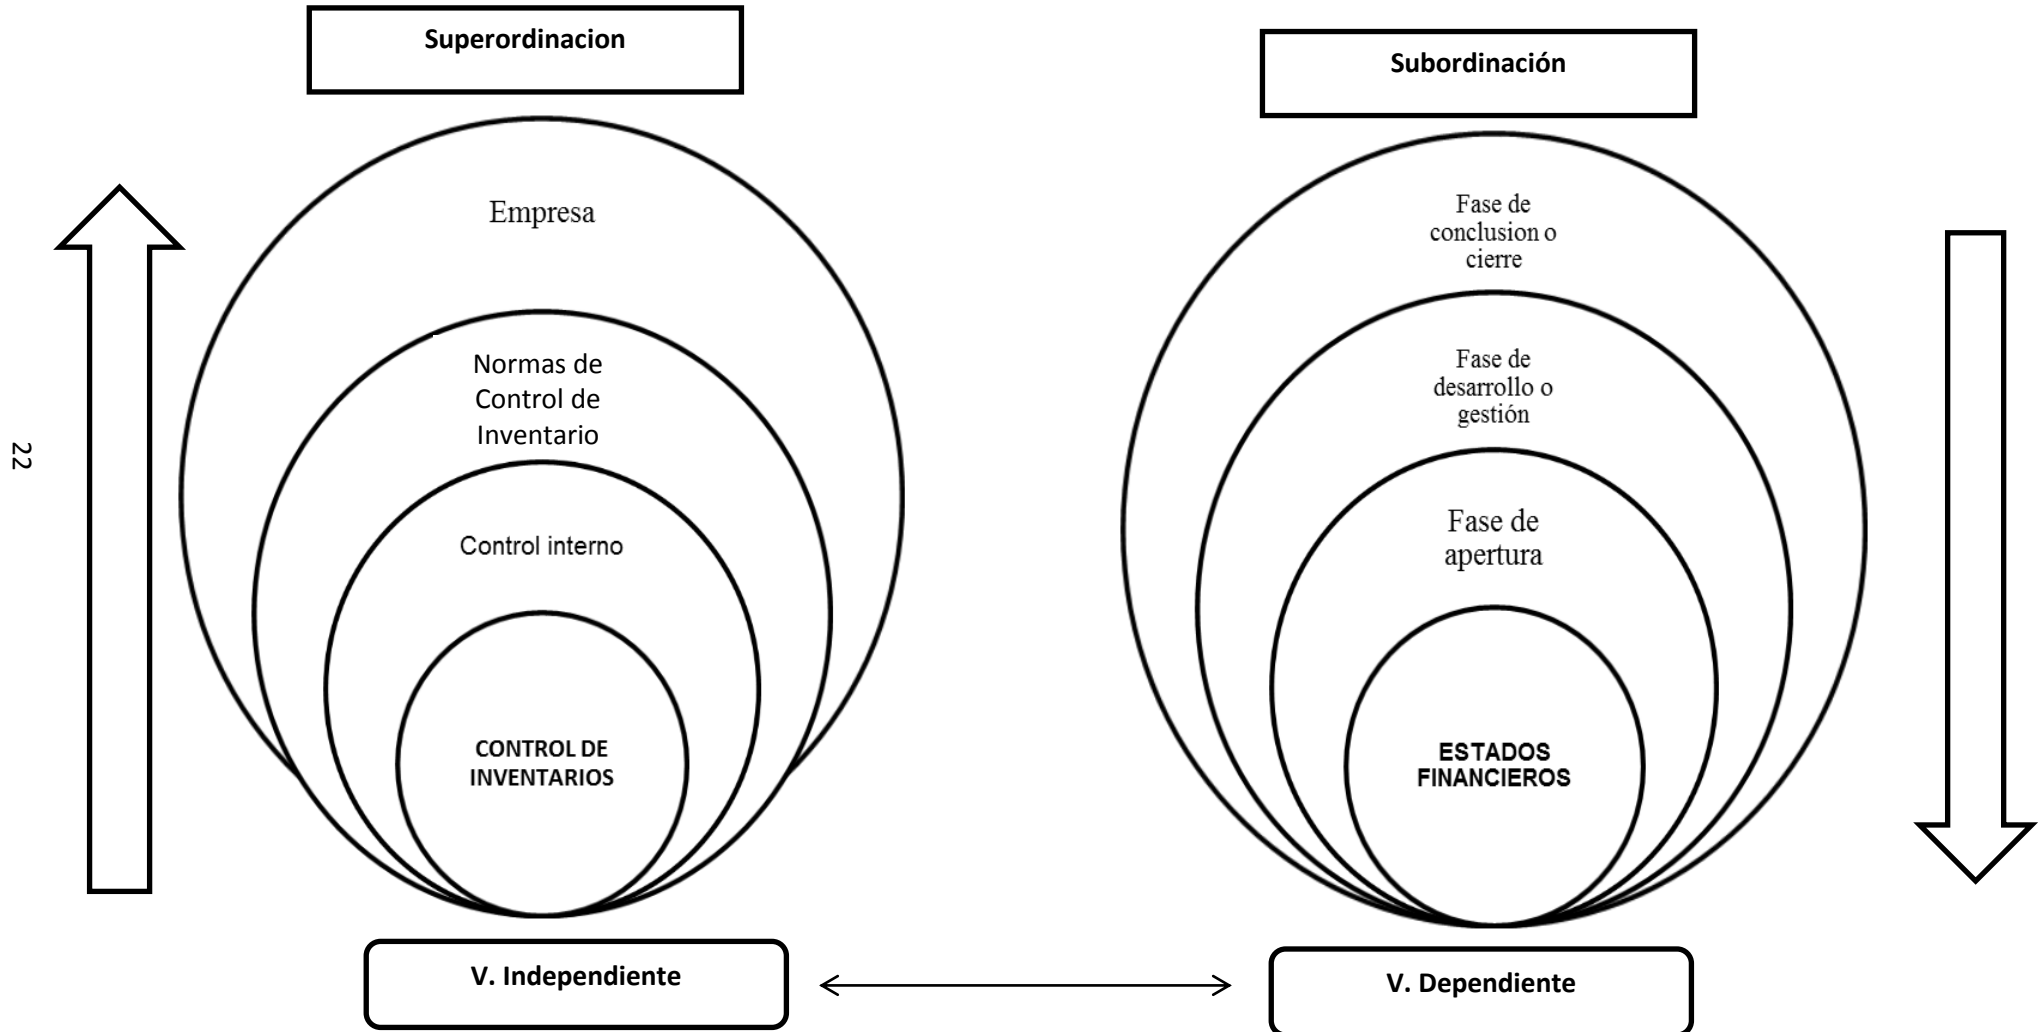 Superordinacion
Empresa
Normas de
Control de
Inventario
Control interno
CONTROL DE
INVENTARIOS
V. Independiente
Subordinación
Fase de
conclusion o
cierre
Fase de
desarrollo o
gestión
Fase de
apertura
ESTADOS
FINANCIEROS
V. Dependiente
22